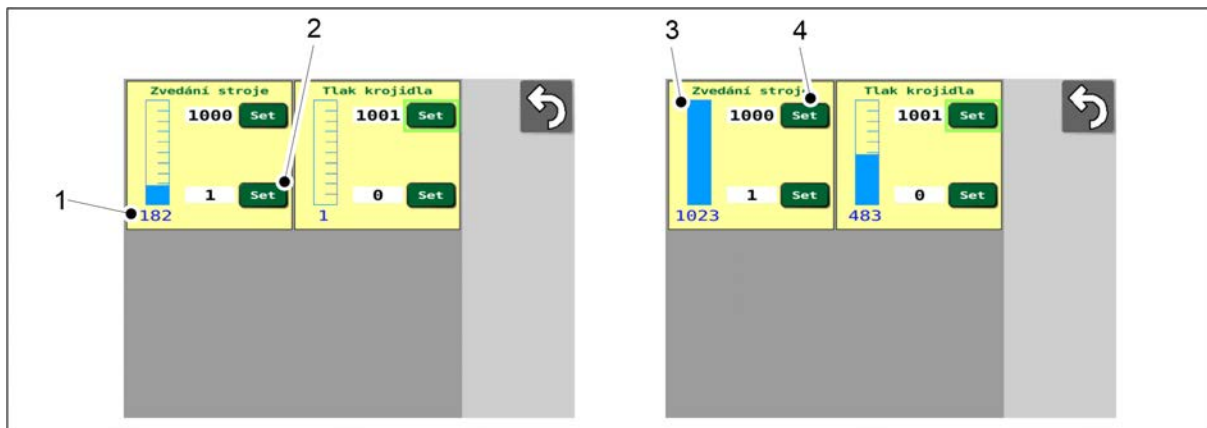 2
3
4
Zvedání stroje
Tlak krojidla
1000 Set
1001 Set
1 Set
0 Set
1
182
1
Zvedání stroje
Tlak krojidla
1000 Set
1001 Set
1 Set
0 Set
1023
483